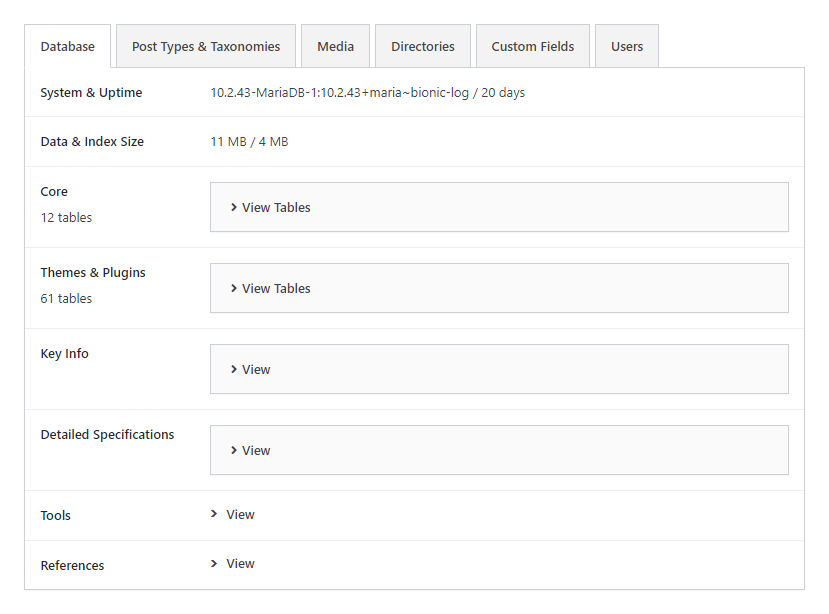 Database Post Types & Taxonomies Media Directories Custom Fields Users
System & Uptime 10.2.43-MariaDB-1:10.2.43+maria~bionic-log / 20 days
Data & Index Size 11 MB / 4 MB
Core
12 tables
View Tables
Themes & Plugins
61 tables
View Tables
Key Info
View
Detailed Specifications
View
Tools View
References View